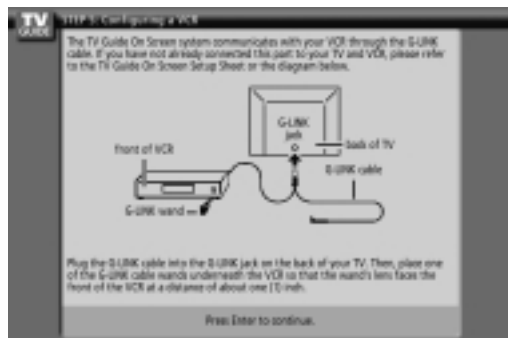 TV
GUIDE
STEP 5: Configuring a VCR
The TV Guide On Screen system communicates with your VCR through the G-LINK
cable. If you have not already connected this part to your TV and VCR, please refer
to the TV Guide On Screen Setup Sheet or the diagram below.
G-LINK
jack
front of VCR
back of TV
G-LINK cable
G-LINK wand
Plug the G-LINK cable into the G-LINK jack on the back of your TV. Then, place one
of the G-LINK cable wands underneath the VCR so that the wand's lens faces the
front of the VCR at a distance of about one (1) inch.
Press Enter to continue.